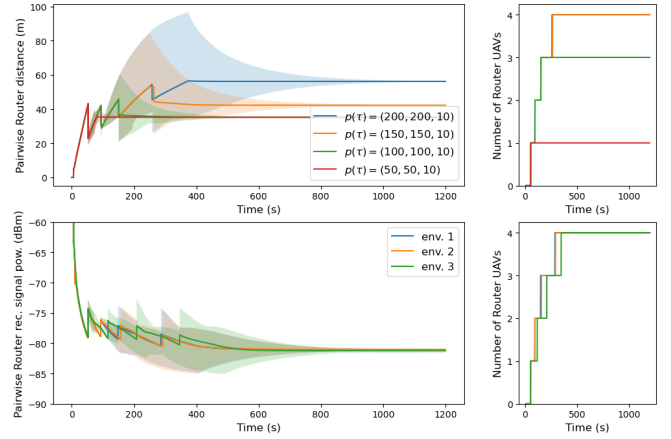 Pairwise Router distance (m)
100
80
60
40
20
0
p(τ) = (200, 200, 10)
p(τ) = (150, 150, 10)
p(τ) = (100, 100, 10)
p(τ) = (50, 50, 10)
0 200 400 600 800 1000 1200
Time (s)
Number of Router UAVs
4
3
2
1
0
0 500 1000
Time (s)
Pairwise Router rec. signal pow. (dBm)
−60
−65
−70
−75
−80
−85
−90
env. 1
env. 2
env. 3
0 200 400 600 800 1000 1200
Time (s)
Number of Router UAVs
4
3
2
1
0
0 500 1000
Time (s)